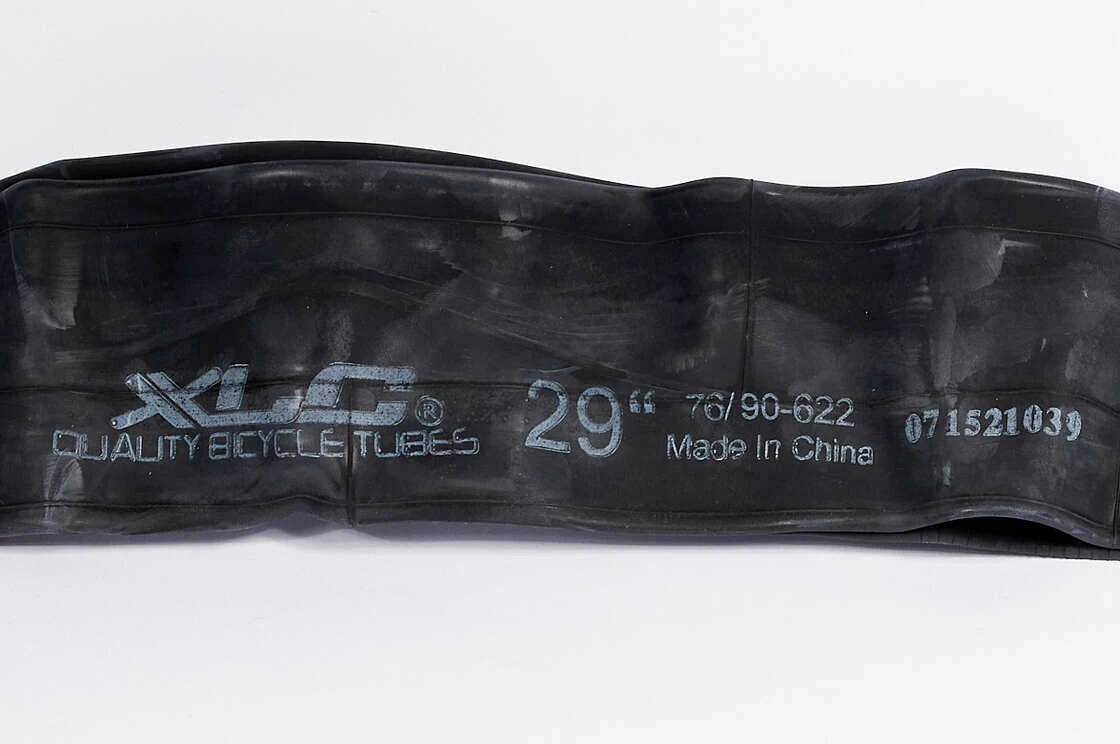 XLC®
QUALITY BICYCLE TUBES
29“
76/90-622
Made In China
071521039